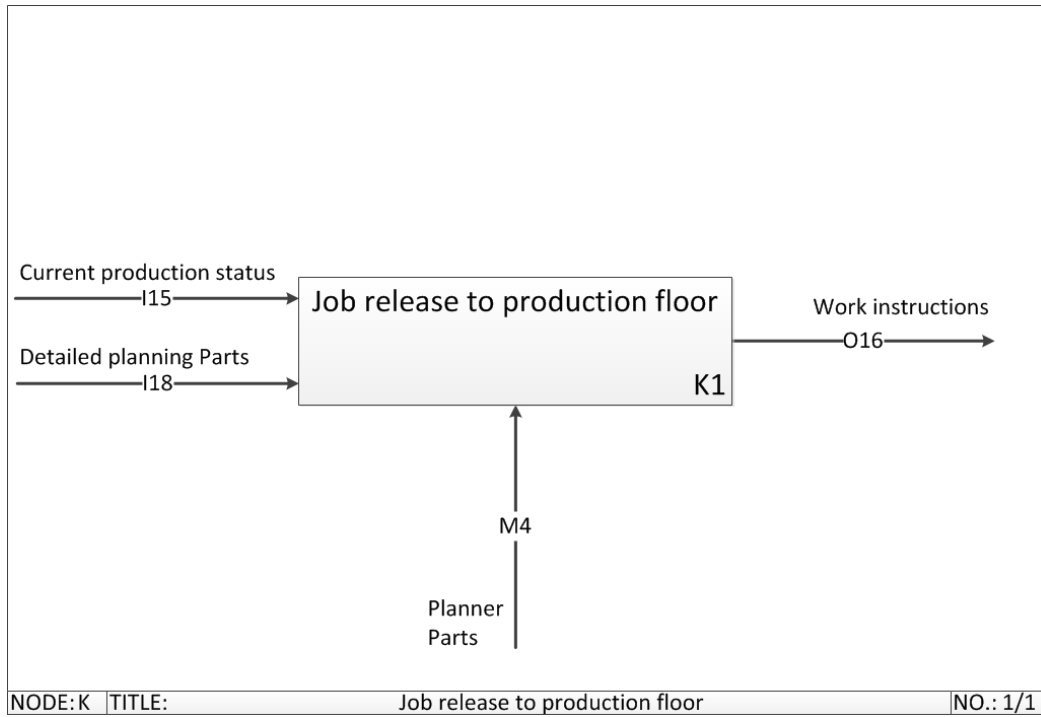 Current production status
I15
Detailed planning Parts
I18
Job release to production floor
K1
Work instructions
O16
M4
Planner
Parts
NODE: K TITLE: Job release to production floor NO.: 1/1